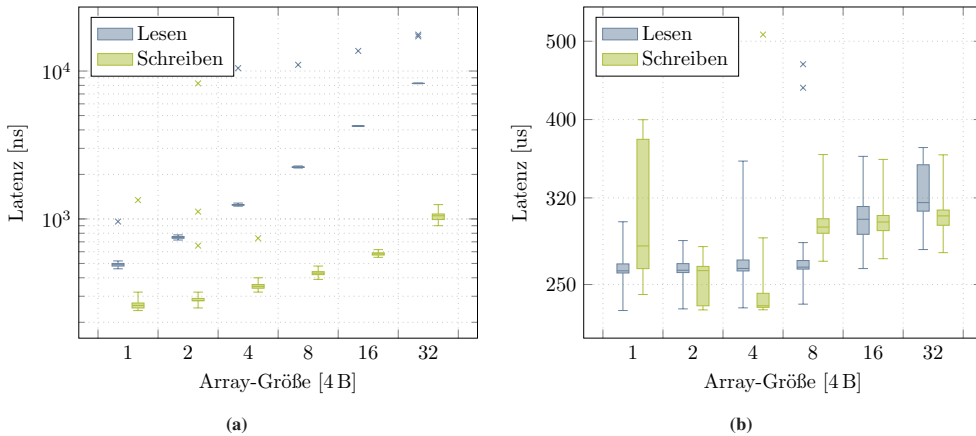 Lesen
Schreiben
10^4
10^3
Latenz [ns]
1 2 4 8 16 32
Array-Größe [4 B]
(a)
Lesen
Schreiben
500
400
320
250
Latenz [us]
1 2 4 8 16 32
Array-Größe [4 B]
(b)